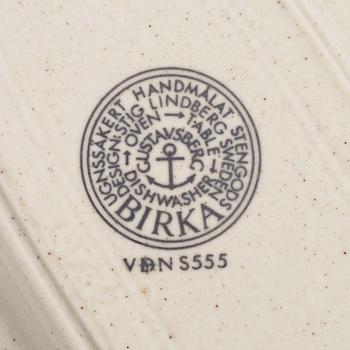 UGNSSÄKERT HANDMÅLAT STENGODS
DESIGN: STIG LINDBERG SWEDEN
OVEN → TABLE →
DISHWASHER
GUSTAVSBERG
BIRKA
VDN S555